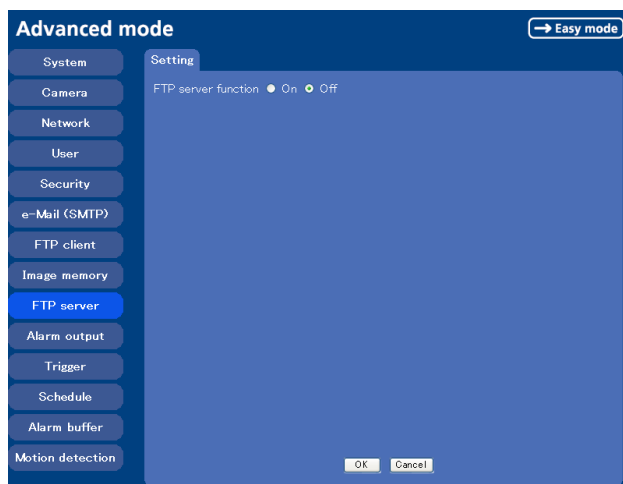 Advanced mode
→ Easy mode
System
Camera
Network
User
Security
e-Mail (SMTP)
FTP client
Image memory
FTP server
Alarm output
Trigger
Schedule
Alarm buffer
Motion detection
Setting
FTP server function On Off
OK Cancel